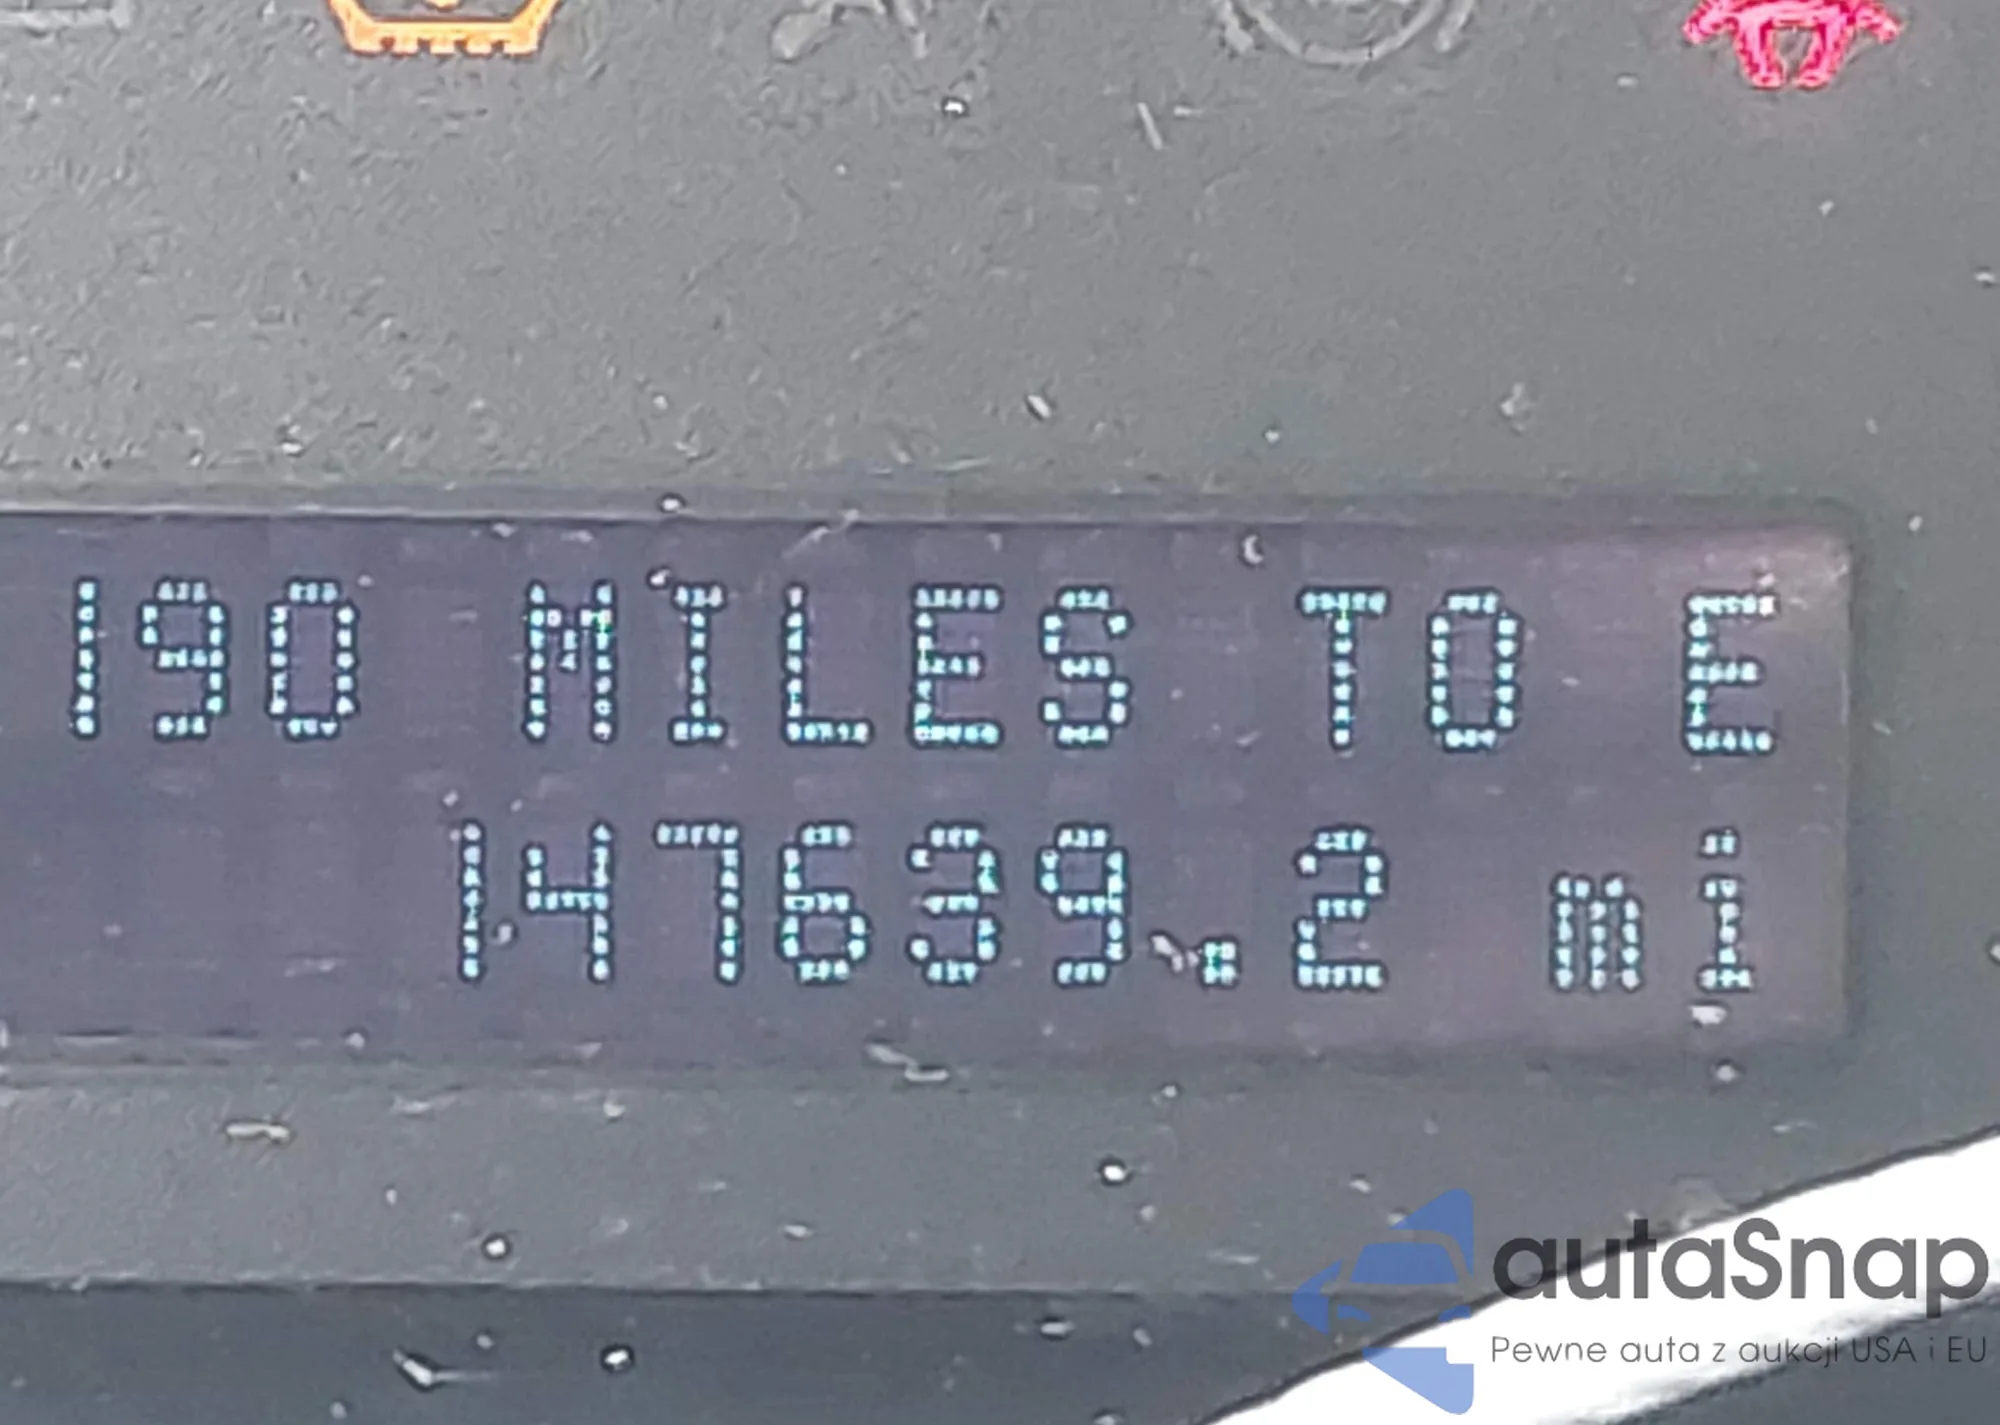 190 MILES TO E
147639.2 mi
autaSnap
Pewne auta z aukcji USA i EU